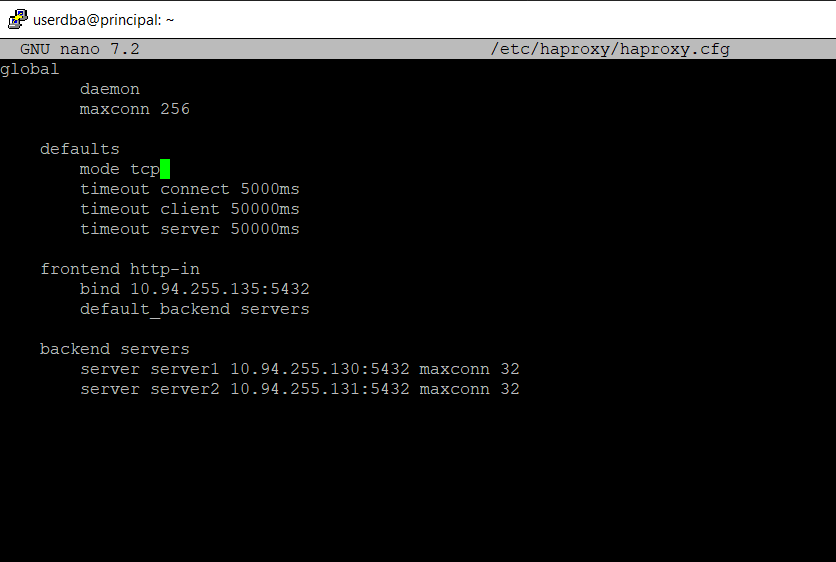 userdba@principal: ~
GNU nano 7.2 /etc/haproxy/haproxy.cfg
global
daemon
maxconn 256
defaults
mode tcp
timeout connect 5000ms
timeout client 50000ms
timeout server 50000ms
frontend http-in
bind 10.94.255.135:5432
default_backend servers
backend servers
server server1 10.94.255.130:5432 maxconn 32
server server2 10.94.255.131:5432 maxconn 32